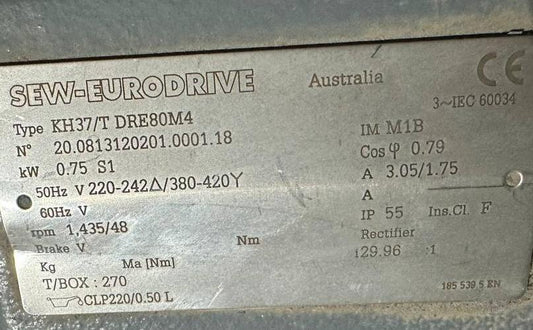 SEW-EURODRIVE Australia CE
3~IEC 60034
Type KH37/T DRE80M4 IM M1B
Nº 20.0813120201.0001.18 Cos φ 0.79
kW 0.75 S1 A 3.05/1.75
50Hz V 220-242Δ/380-420Y A
60Hz V IP 55 Ins.Cl. F
rpm 1,435/48 Rectifier
Brake V Nm i29.96 :1
Kg Ma [Nm]
T/BOX : 270 185 539 5 EN
CLP220/0.50 L